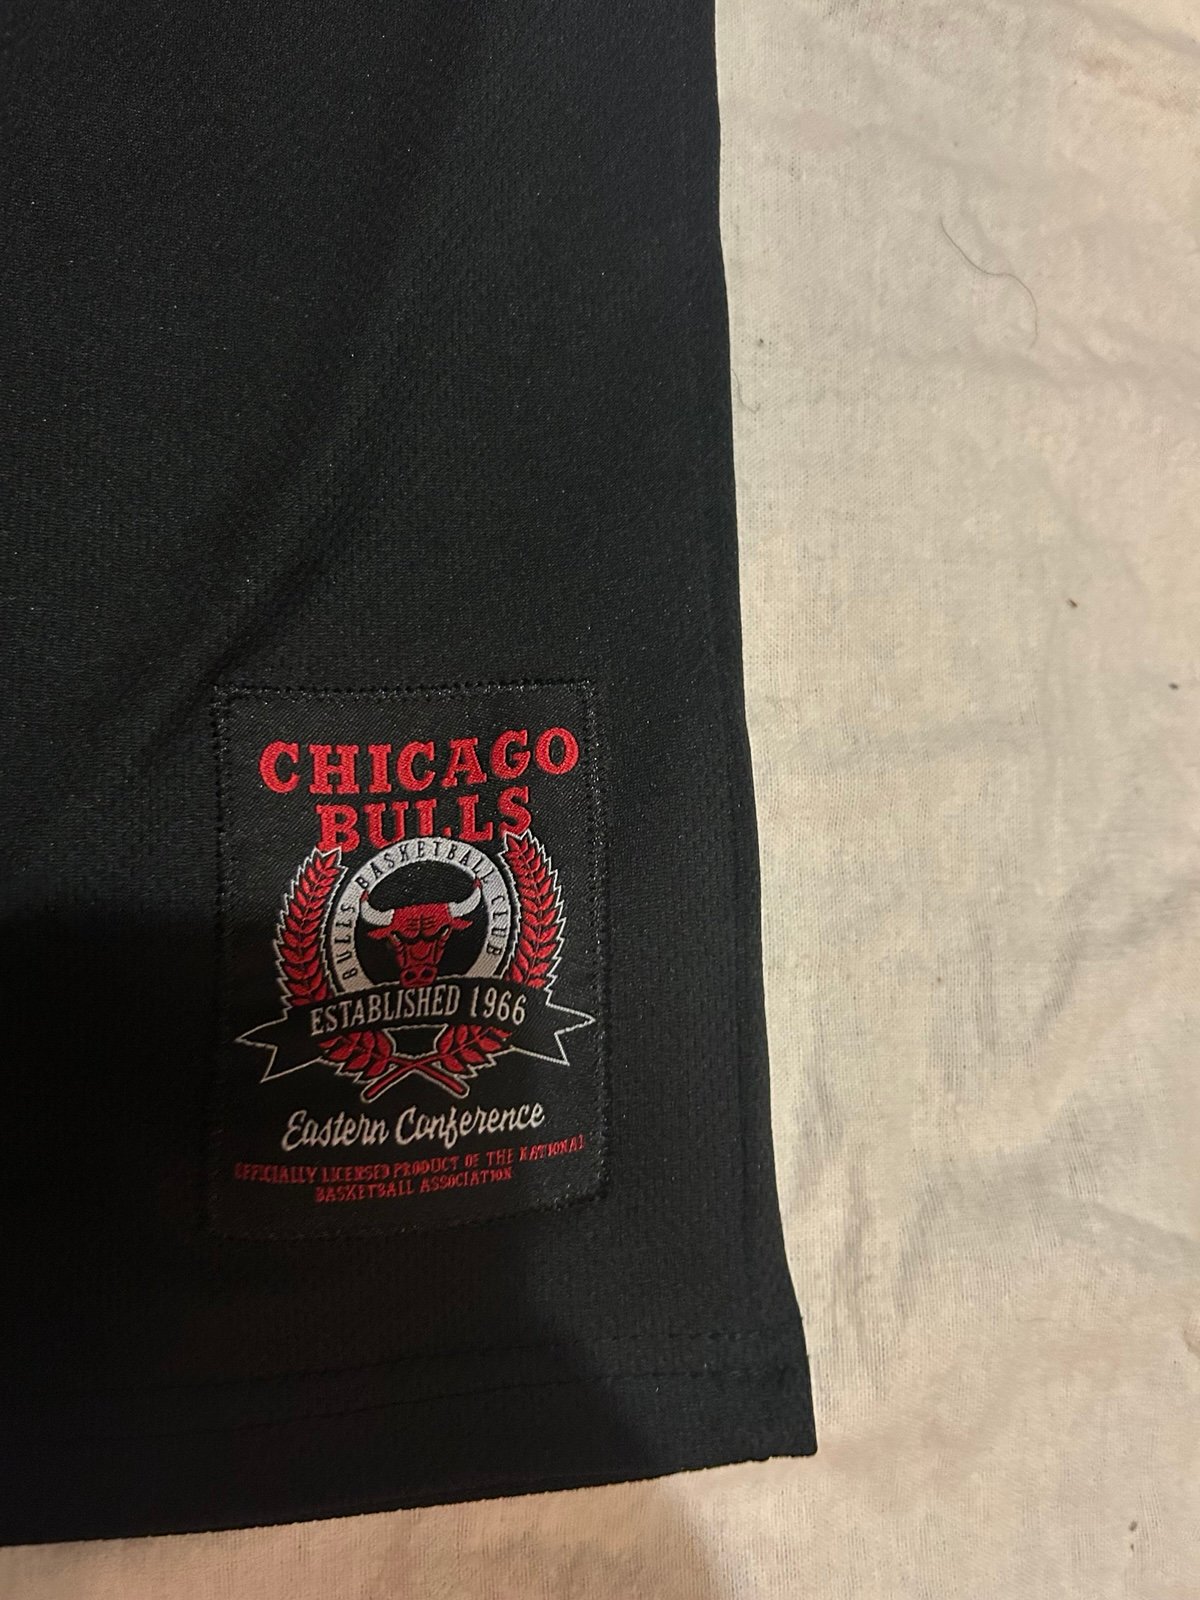 CHICAGO
BULLS
BULLS BASKETBALL CLUB
ESTABLISHED 1966
Eastern Conference
OFFICIALLY LICENSED PRODUCT OF THE NATIONAL
BASKETBALL ASSOCIATION